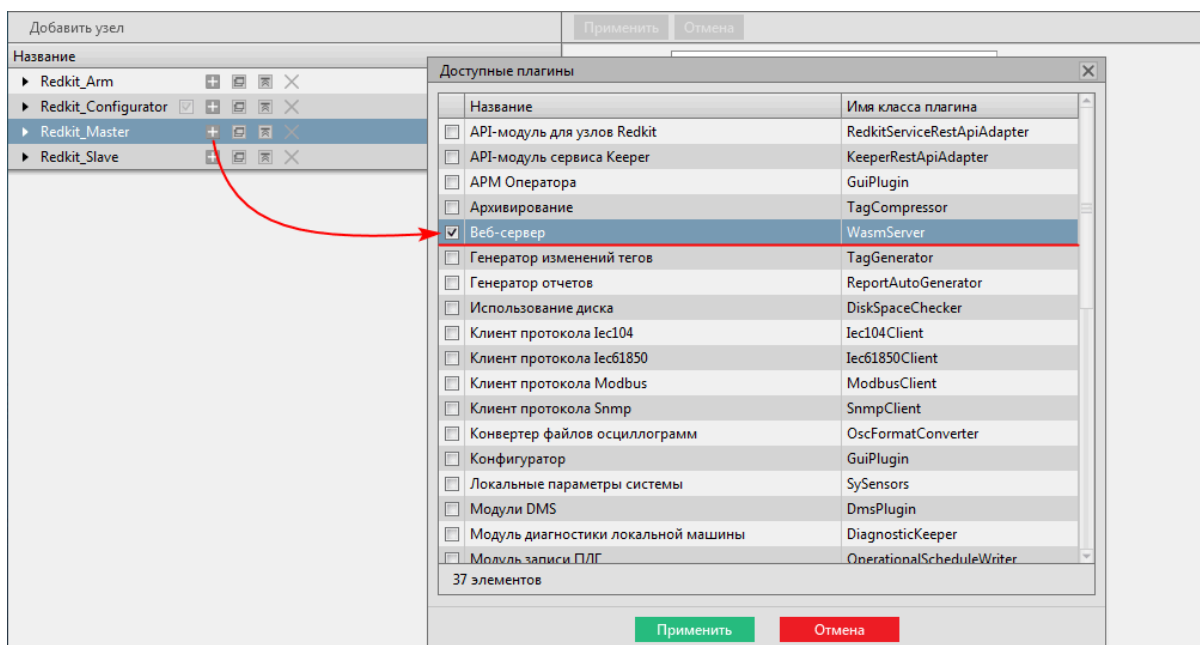 Добавить узел
Применить Отмена
Название
Доступные плагины
Redkit_Arm
Redkit_Configurator
Redkit_Master
Redkit_Slave
Название Имя класса плагина
API-модуль для узлов Redkit RedkitServiceRestApiAdapter
API-модуль сервиса Keeper KeeperRestApiAdapter
АРМ Оператора GuiPlugin
Архивирование TagCompressor
Веб-сервер WasmServer
Генератор изменений тегов TagGenerator
Генератор отчетов ReportAutoGenerator
Использование диска DiskSpaceChecker
Клиент протокола Iec104 Iec104Client
Клиент протокола Iec61850 Iec61850Client
Клиент протокола Modbus ModbusClient
Клиент протокола Snmp SnmpClient
Конвертер файлов осциллограмм OscFormatConverter
Конфигуратор GuiPlugin
Локальные параметры системы SySensors
Модули DMS DmsPlugin
Модуль диагностики локальной машины DiagnosticKeeper
Модуль записи ПДГ OperationalScheduleWriter
37 элементов
Применить Отмена